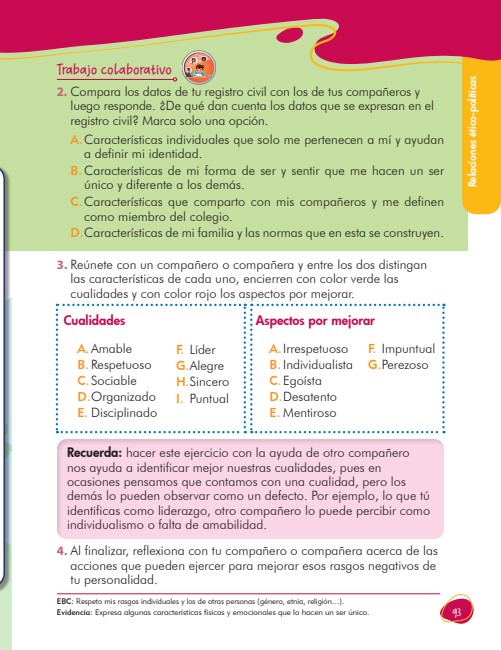 Trabajo colaborativo
2. Compara los datos de tu registro civil con los de tus compañeros y
luego responde. ¿De qué dan cuenta los datos que se expresan en el
registro civil? Marca solo una opción.
A. Características individuales que solo me pertenecen a mí y ayudan
a definir mi identidad.
B. Características de mi forma de ser y sentir que me hacen un ser
único y diferente a los demás.
C. Características que comparto con mis compañeros y me definen
como miembro del colegio.
D. Características de mi familia y las normas que en esta se construyen.
Relaciones ético-políticas
3. Reúnete con un compañero o compañera y entre los dos distingan
las características de cada uno, encierren con color verde las
cualidades y con color rojo los aspectos por mejorar.
Cualidades
A. Amable
B. Respetuoso
C. Sociable
D. Organizado
E. Disciplinado
F. Líder
G. Alegre
H. Sincero
I. Puntual
Aspectos por mejorar
A. Irrespetuoso
B. Individualista
C. Egoísta
D. Desatento
E. Mentiroso
F. Impuntual
G. Perezoso
Recuerda: hacer este ejercicio con la ayuda de otro compañero
nos ayuda a identificar mejor nuestras cualidades, pues en
ocasiones pensamos que contamos con una cualidad, pero los
demás lo pueden observar como un defecto. Por ejemplo, lo que tú
identificas como liderazgo, otro compañero lo puede percibir como
individualismo o falta de amabilidad.
4. Al finalizar, reflexiona con tu compañero o compañera acerca de las
acciones que pueden ejercer para mejorar esos rasgos negativos de
tu personalidad.
EBC: Respeto mis rasgos individuales y los de otras personas (género, etnia, religión...).
Evidencia: Expresa algunas características físicas y emocionales que lo hacen un ser único.
93